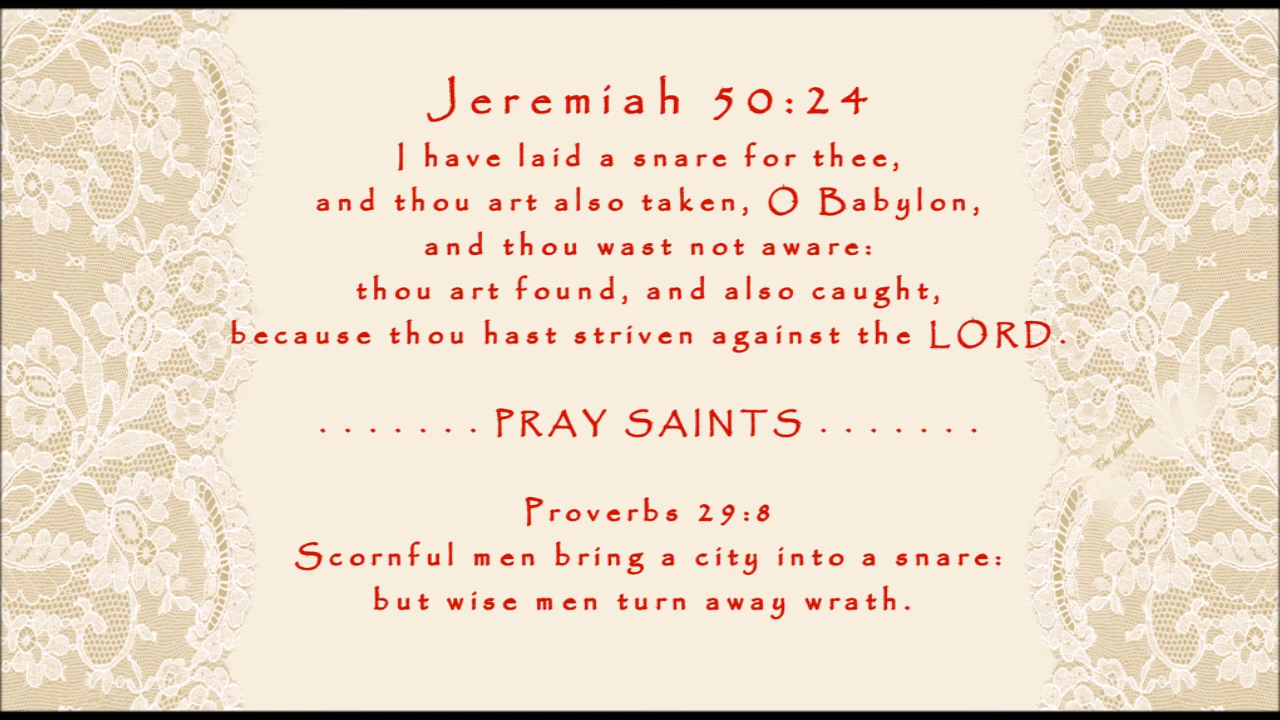 Jeremiah 50:24
I have laid a snare for thee,
and thou art also taken, O Babylon,
and thou wast not aware:
thou art found, and also caught,
because thou hast striven against the LORD.
. . . . . . . PRAY SAINTS . . . . . . .
Proverbs 29:8
Scornful men bring a city into a snare:
but wise men turn away wrath.